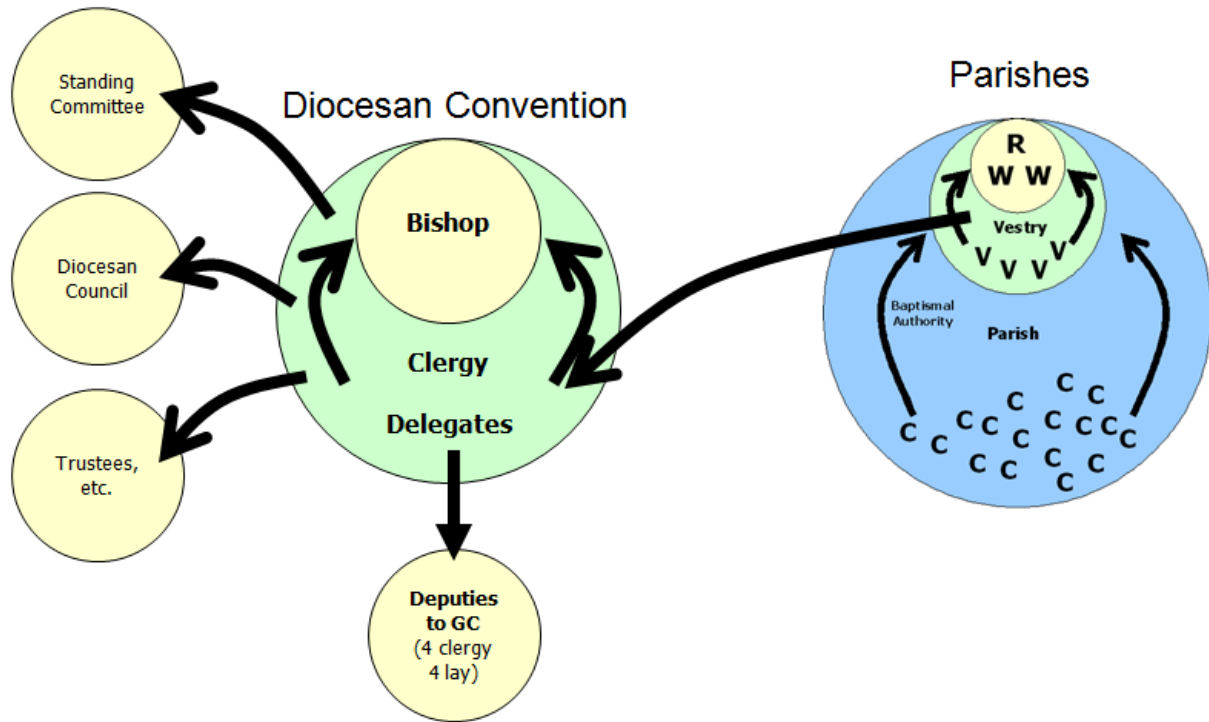 Standing
Committee
Diocesan
Council
Trustees,
etc.
Diocesan Convention
Bishop
Clergy
Delegates
Deputies
to GC
(4 clergy
4 lay)
Parishes
R
W W
Vestry
V V V V
Baptismal
Authority
Parish
C C C
C C C C C C
C C C C
C C C C C
C